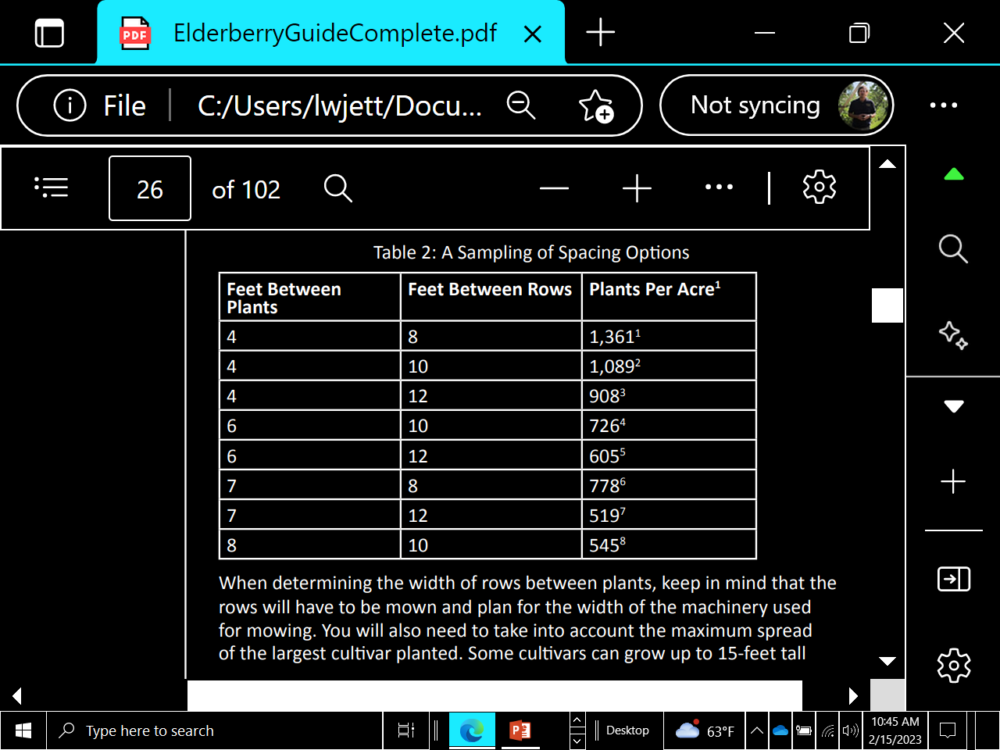 PDF ElderberryGuideComplete.pdf
File C:/Users/lwjett/Docu... Not syncing
26 of 102
Table 2: A Sampling of Spacing Options
Feet Between Plants Feet Between Rows Plants Per Acre¹
4 8 1,361¹
4 10 1,089²
4 12 908³
6 10 726⁴
6 12 605⁵
7 8 778⁶
7 12 519⁷
8 10 545⁸
When determining the width of rows between plants, keep in mind that the
rows will have to be mown and plan for the width of the machinery used
for mowing. You will also need to take into account the maximum spread
of the largest cultivar planted. Some cultivars can grow up to 15-feet tall
Type here to search Desktop 63°F 10:45 AM
2/15/2023